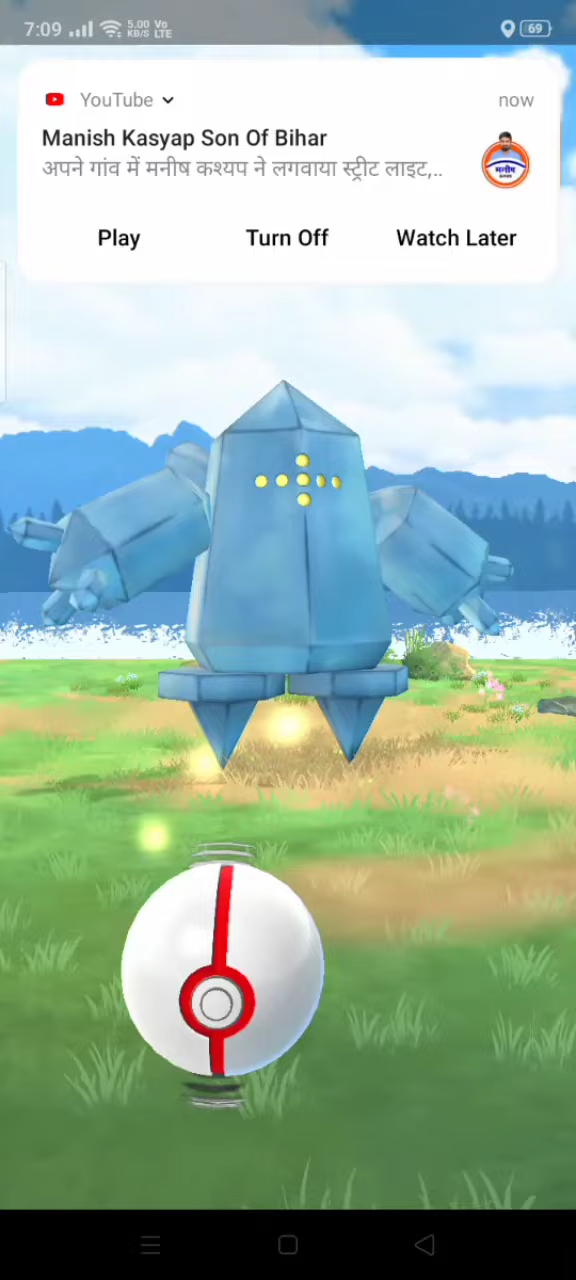 7:09 5.00 KB/S Vo LTE 69
YouTube now
Manish Kasyap Son Of Bihar
अपने गांव में मनीष कश्यप ने लगवाया स्ट्रीट लाइट,..
मनीष
Play Turn Off Watch Later